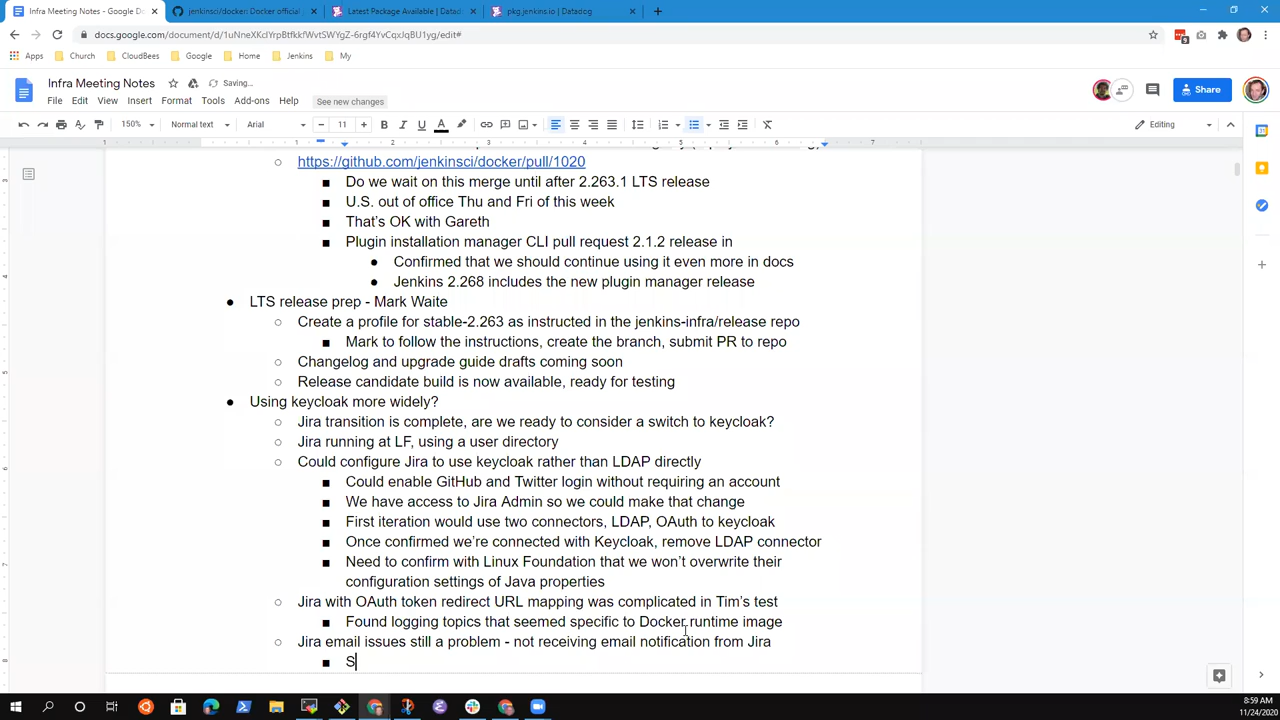 Infra Meeting Notes - Google D
jenkinsci/docker: Docker official
Latest Package Available | Datad
pkg.jenkins.io | Datadog
Apps
Church
CloudBees
Google
Home
Jenkins
My
Infra Meeting Notes
Saving...
File
Edit
View
Insert
Format
Tools
Add-ons
Help
See new changes
Share
150%
Normal text
Arial
11
Editing
https://github.com/jenkinsci/docker/pull/1020
Do we wait on this merge until after 2.263.1 LTS release
U.S. out of office Thu and Fri of this week
That's OK with Gareth
Plugin installation manager CLI pull request 2.1.2 release in
Confirmed that we should continue using it even more in docs
Jenkins 2.268 includes the new plugin manager release
LTS release prep - Mark Waite
Create a profile for stable-2.263 as instructed in the jenkins-infra/release repo
Mark to follow the instructions, create the branch, submit PR to repo
Changelog and upgrade guide drafts coming soon
Release candidate build is now available, ready for testing
Using keycloak more widely?
Jira transition is complete, are we ready to consider a switch to keycloak?
Jira running at LF, using a user directory
Could configure Jira to use keycloak rather than LDAP directly
Could enable GitHub and Twitter login without requiring an account
We have access to Jira Admin so we could make that change
First iteration would use two connectors, LDAP, OAuth to keycloak
Once confirmed we're connected with Keycloak, remove LDAP connector
Need to confirm with Linux Foundation that we won't overwrite their
configuration settings of Java properties
Jira with OAuth token redirect URL mapping was complicated in Tim's test
Found logging topics that seemed specific to Docker runtime image
Jira email issues still a problem - not receiving email notification from Jira
S
8:59 AM
11/24/2020